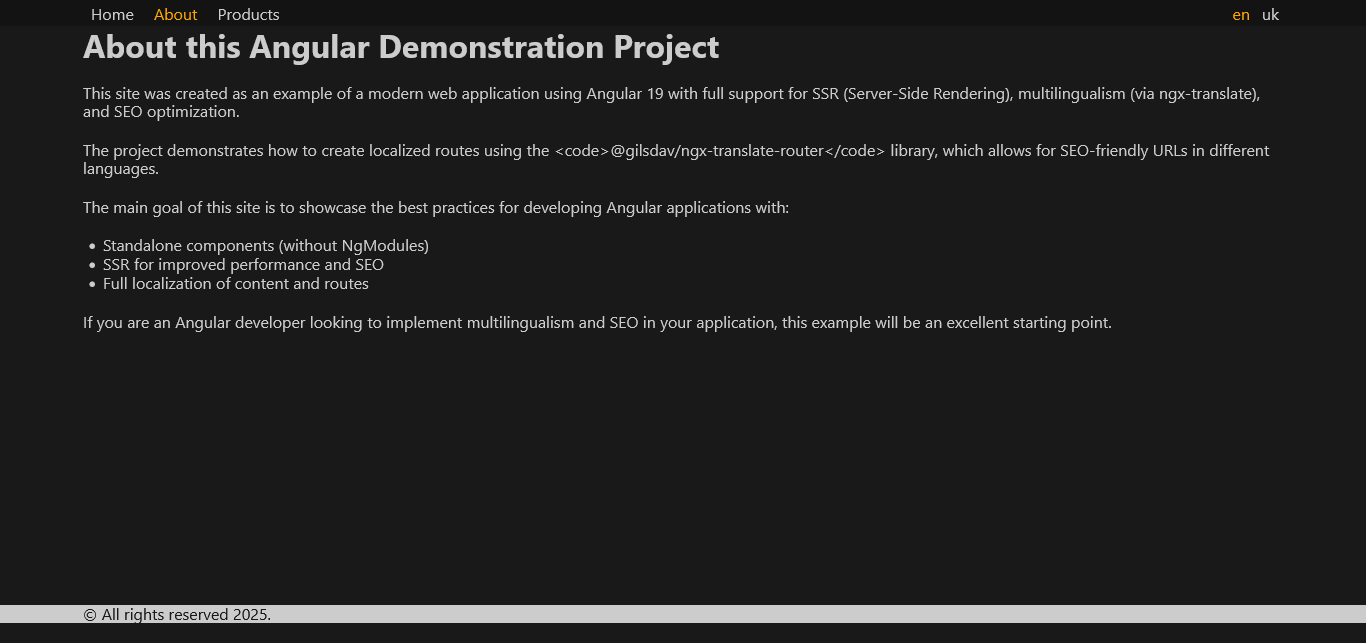 Home About Products en uk
About this Angular Demonstration Project
This site was created as an example of a modern web application using Angular 19 with full support for SSR (Server-Side Rendering), multilingualism (via ngx-translate),
and SEO optimization.
The project demonstrates how to create localized routes using the <code>@gilsdav/ngx-translate-router</code> library, which allows for SEO-friendly URLs in different
languages.
The main goal of this site is to showcase the best practices for developing Angular applications with:
• Standalone components (without NgModules)
• SSR for improved performance and SEO
• Full localization of content and routes
If you are an Angular developer looking to implement multilingualism and SEO in your application, this example will be an excellent starting point.
© All rights reserved 2025.